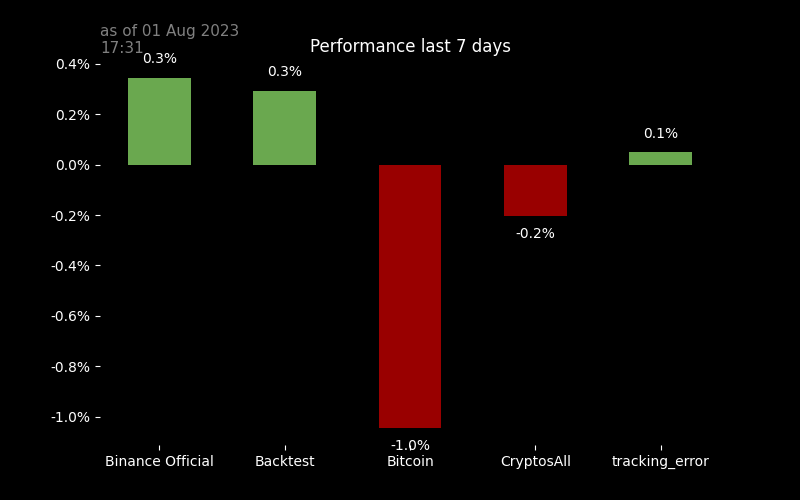 as of 01 Aug 2023
17:31
Performance last 7 days
0.4%
0.2%
0.0%
-0.2%
-0.4%
-0.6%
-0.8%
-1.0%
0.3%
0.3%
-1.0%
-0.2%
0.1%
Binance Official
Backtest
Bitcoin
CryptosAll
tracking_error